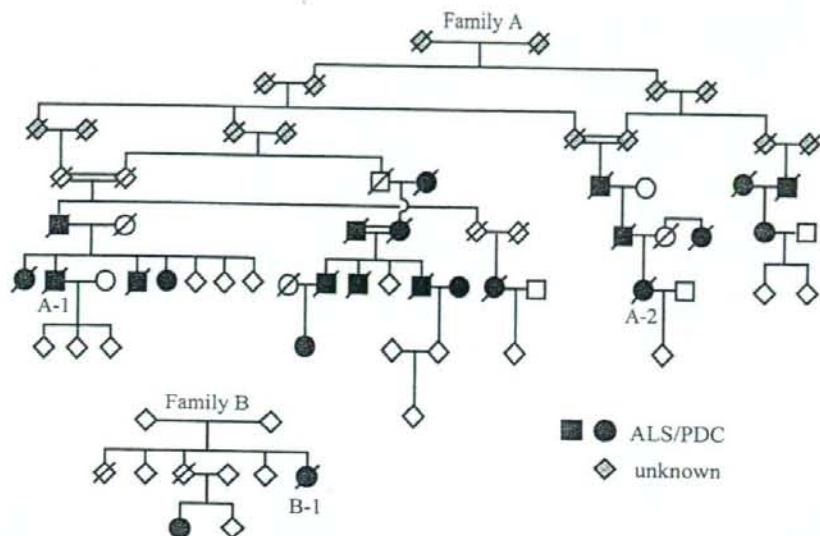 Family A
A-1
A-2
Family B
B-1
ALS/PDC
unknown